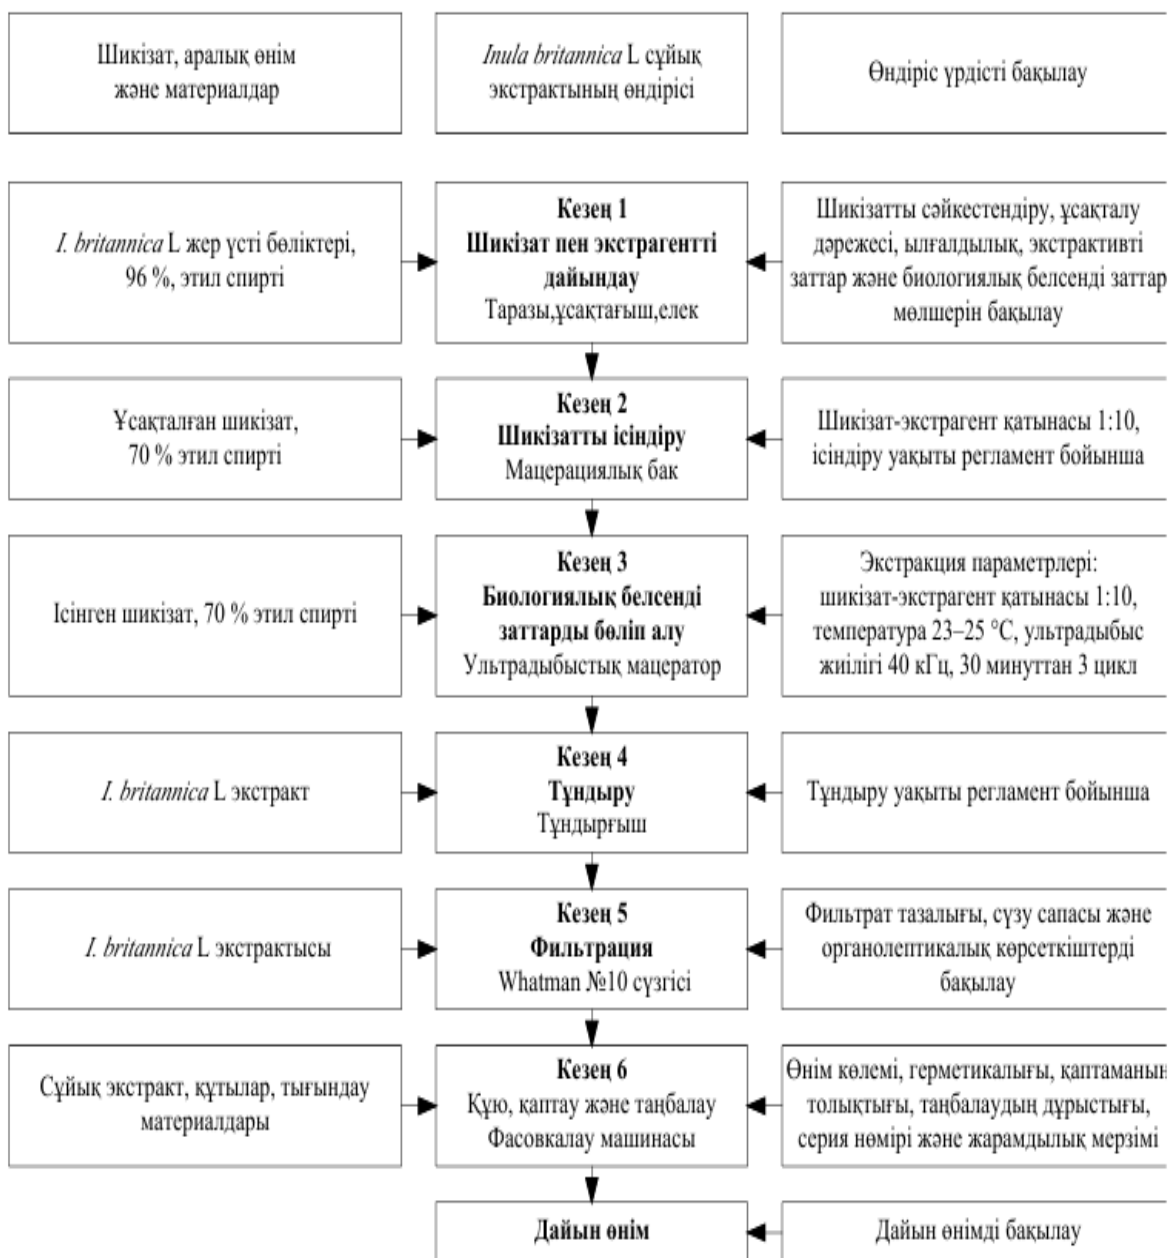 Шикізат, аралық өнім
және материалдар
Inula britannica L сұйық
экстрактының өндірісі
Өндіріс үрдісті бақылау
I. britannica L жер үсті бөліктері,
96 %, этил спирті
Кезең 1
Шикізат пен экстрагентті
дайындау
Таразы,ұсақтағыш,елек
Шикізатты сәйкестендіру, ұсақталу
дәрежесі, ылғалдылық, экстрактивті
заттар және биологиялық белсенді заттар
мөлшерін бақылау
Ұсақталған шикізат,
70 % этил спирті
Кезең 2
Шикізатты ісіндіру
Мацерациялық бак
Шикізат-экстрагент қатынасы 1:10,
ісіндіру уақыты регламент бойынша
Ісінген шикізат, 70 % этил спирті
Кезең 3
Биологиялық белсенді
заттарды бөліп алу
Ультрадыбыстық мацератор
Экстракция параметрлері:
шикізат-экстрагент қатынасы 1:10,
температура 23–25 °C, ультрадыбыс
жиілігі 40 кГц, 30 минуттан 3 цикл
I. britannica L экстракт
Кезең 4
Тұндыру
Тұндырғыш
Тұндыру уақыты регламент бойынша
I. britannica L экстрактысы
Кезең 5
Фильтрация
Whatman №10 сүзгісі
Фильтрат тазалығы, сүзу сапасы және
органолептикалық көрсеткіштерді
бақылау
Сұйық экстракт, құтылар, тығындау
материалдары
Кезең 6
Құю, қаптау және таңбалау
Фасовкалау машинасы
Өнім көлемі, герметикалығы, қаптаманың
толықтығы, таңбалаудың дұрыстығы,
серия нөмірі және жарамдылық мерзімі
Дайын өнім
Дайын өнімді бақылау